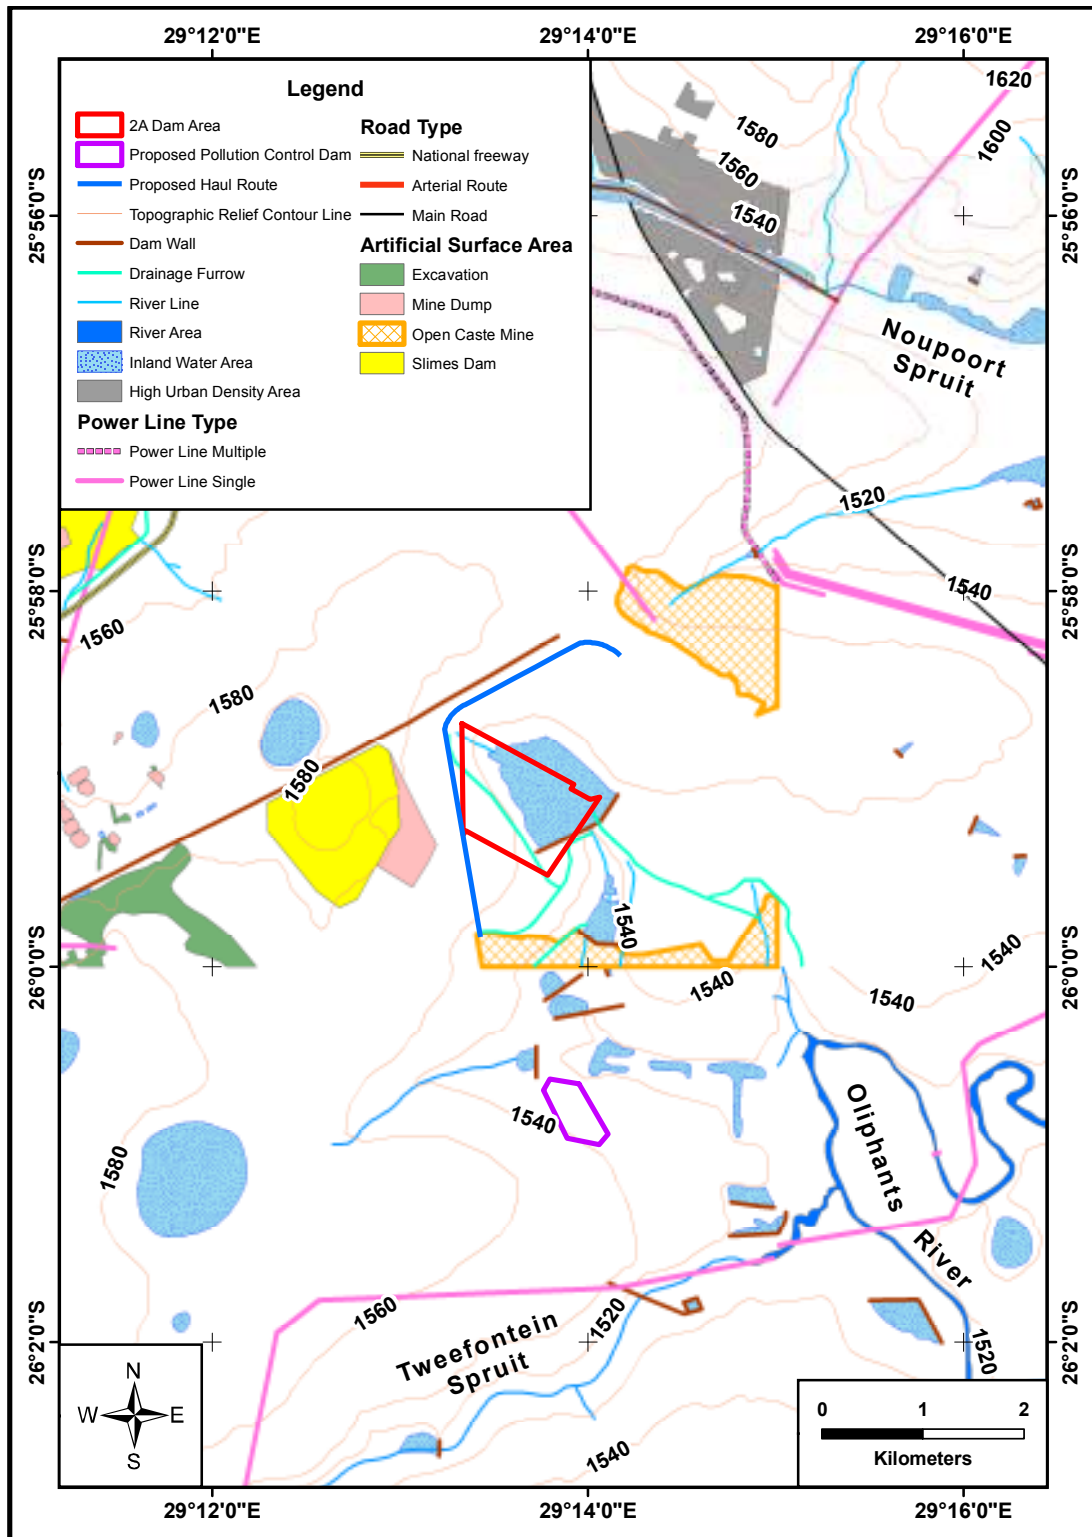 29°12'0"E
29°14'0"E
29°16'0"E
Legend
2A Dam Area
Proposed Pollution Control Dam
Proposed Haul Route
Topographic Relief Contour Line
Dam Wall
Drainage Furrow
River Line
River Area
Inland Water Area
High Urban Density Area
Power Line Type
Power Line Multiple
Power Line Single
Road Type
National freeway
Arterial Route
Main Road
Artificial Surface Area
Excavation
Mine Dump
Open Caste Mine
Slimes Dam
1620
1580
1600
1560
1540
25°56'0"S
25°56'0"S
Noupoort
Spruit
1520
25°58'0"S
25°58'0"S
1540
1560
1580
1580
1540
1540
26°0'0"S
26°0'0"S
1540
1540
Oliphants
River
1540
1580
1560
1520
Tweefontein
Spruit
26°2'0"S
26°2'0"S
1520
1540
N
W
E
S
0
1
2
Kilometers
29°12'0"E
29°14'0"E
29°16'0"E